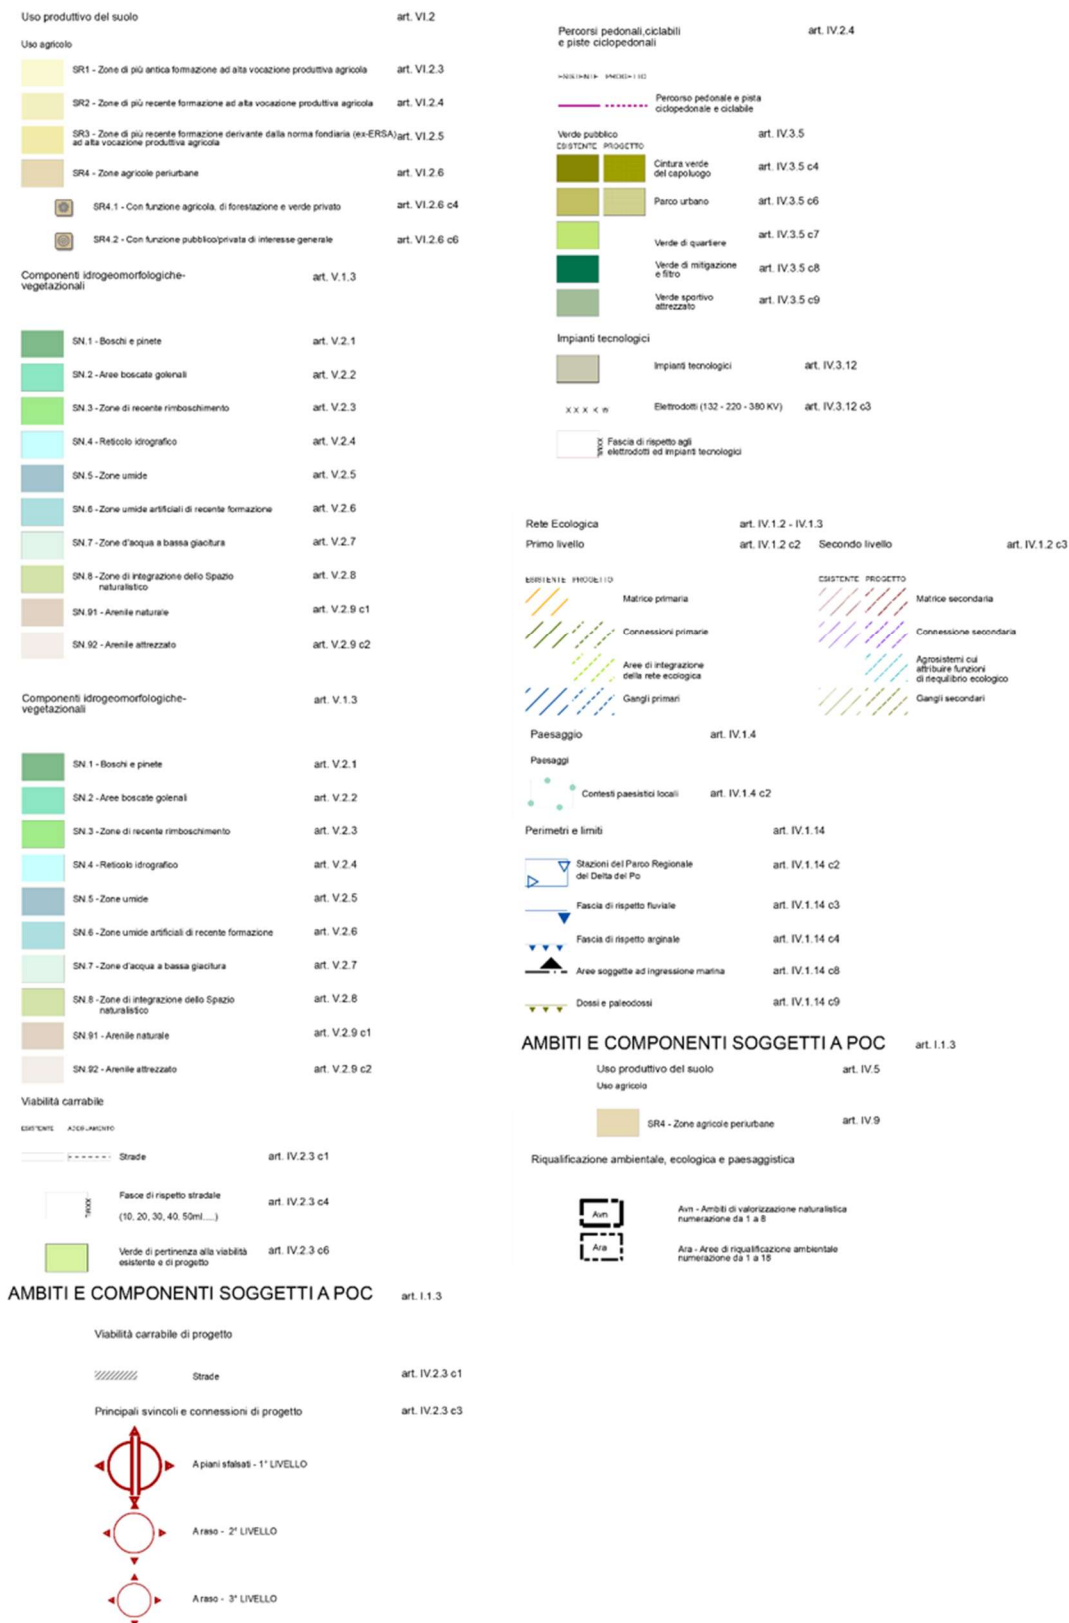 Uso produttivo del suolo art. VI.2
Uso agricolo
SR1 - Zone di più antica formazione ad alta vocazione produttiva agricola art. VI.2.3
SR2 - Zone di più recente formazione ad alta vocazione produttiva agricola art. VI.2.4
SR3 - Zone di più recente formazione derivante dalla norma fondiaria (ex-ERSA) art. VI.2.5
ad alta vocazione produttiva agricola
SR4 - Zone agricole periurbane art. VI.2.6
SR4.1 - Con funzione agricola, di forestazione e verde privato art. VI.2.6 c4
SR4.2 - Con funzione pubblico/privata di interesse generale art. VI.2.6 c6
Componenti idrogeomorfologiche- art. V.1.3
vegetazionali
SN.1 - Boschi e pinete art. V.2.1
SN.2 - Aree boscate golenali art. V.2.2
SN.3 - Zone di recente rimboschimento art. V.2.3
SN.4 - Reticolo idrografico art. V.2.4
SN.5 - Zone umide art. V.2.5
SN.6 - Zone umide artificiali di recente formazione art. V.2.6
SN.7 - Zone d'acqua a bassa giacitura art. V.2.7
SN.8 - Zone di integrazione dello Spazio art. V.2.8
naturalistico
SN.91 - Arenile naturale art. V.2.9 c1
SN.92 - Arenile attrezzato art. V.2.9 c2
Componenti idrogeomorfologiche- art. V.1.3
vegetazionali
SN.1 - Boschi e pinete art. V.2.1
SN.2 - Aree boscate golenali art. V.2.2
SN.3 - Zone di recente rimboschimento art. V.2.3
SN.4 - Reticolo idrografico art. V.2.4
SN.5 - Zone umide art. V.2.5
SN.6 - Zone umide artificiali di recente formazione art. V.2.6
SN.7 - Zone d'acqua a bassa giacitura art. V.2.7
SN.8 - Zone di integrazione dello Spazio art. V.2.8
naturalistico
SN.91 - Arenile naturale art. V.2.9 c1
SN.92 - Arenile attrezzato art. V.2.9 c2
Viabilità carrabile
ESISTENTE ADEGUAMENTO
Strade art. IV.2.3 c1
Fasce di rispetto stradale art. IV.2.3 c4
(10, 20, 30, 40, 50ml.....)
Verde di pertinenza alla viabilità art. IV.2.3 c6
esistente e di progetto
AMBITI E COMPONENTI SOGGETTI A POC art. I.1.3
Viabilità carrabile di progetto
Strade art. IV.2.3 c1
Principali svincoli e connessioni di progetto art. IV.2.3 c3
A piani sfalsati - 1° LIVELLO
A raso - 2° LIVELLO
A raso - 3° LIVELLO
Percorsi pedonali,ciclabili art. IV.2.4
e piste ciclopedonali
ESISTENTE PROGETTO
Percorso pedonale e pista
ciclopedonale e ciclabile
Verde pubblico art. IV.3.5
ESISTENTE PROGETTO
Cintura verde art. IV.3.5 c4
del capoluogo
Parco urbano art. IV.3.5 c6
Verde di quartiere art. IV.3.5 c7
Verde di mitigazione art. IV.3.5 c8
e filtro
Verde sportivo art. IV.3.5 c9
attrezzato
Impianti tecnologici
Impianti tecnologici art. IV.3.12
Elettrodotti (132 - 220 - 380 KV) art. IV.3.12 c3
Fascia di rispetto agli
elettrodotti ed impianti tecnologici
Rete Ecologica art. IV.1.2 - IV.1.3
Primo livello art. IV.1.2 c2 Secondo livello art. IV.1.2 c3
ESISTENTE PROGETTO ESISTENTE PROGETTO
Matrice primaria Matrice secondaria
Connessioni primarie Connessione secondaria
Aree di integrazione
della rete ecologica
Agrosistemi cui
attribuire funzioni
di riequilibrio ecologico
Gangli primari Gangli secondari
Paesaggio art. IV.1.4
Paesaggi
Contesti paesistici locali art. IV.1.4 c2
Perimetri e limiti art. IV.1.14
Stazioni del Parco Regionale art. IV.1.14 c2
del Delta del Po
Fascia di rispetto fluviale art. IV.1.14 c3
Fascia di rispetto arginale art. IV.1.14 c4
Aree soggette ad ingressione marina art. IV.1.14 c8
Dossi e paleodossi art. IV.1.14 c9
AMBITI E COMPONENTI SOGGETTI A POC art. I.1.3
Uso produttivo del suolo art. IV.5
Uso agricolo
SR4 - Zone agricole periurbane art. IV.9
Riqualificazione ambientale, ecologica e paesaggistica
Avn Avn - Ambiti di valorizzazione naturalistica
numerazione da 1 a 8
Ara Ara - Aree di riqualificazione ambientale
numerazione da 1 a 18